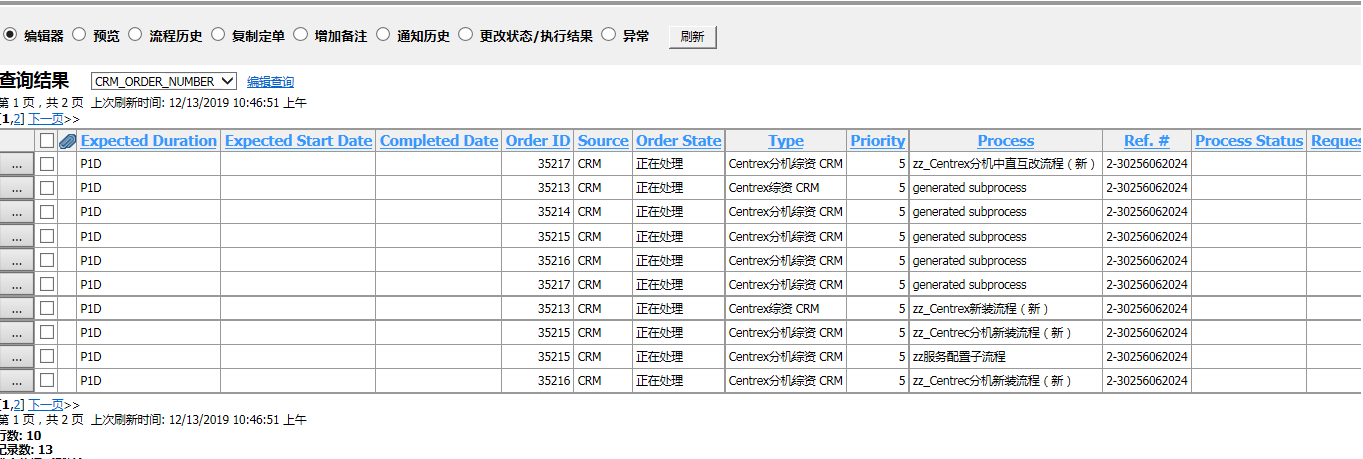 编辑器 预览 流程历史 复制定单 增加备注 通知历史 更改状态/执行结果 异常 刷新
查询结果 CRM_ORDER_NUMBER 编辑查询
第 1 页，共 2 页 上次刷新时间: 12/13/2019 10:46:51 上午
[1,2] 下一页>>
Expected Duration Expected Start Date Completed Date Order ID Source Order State Type Priority Process Ref. # Process Status Reques
... P1D 35217 CRM 正在处理 Centrex分机综资 CRM 5 zz_Centrex分机中直互改流程（新） 2-30256062024
... P1D 35213 CRM 正在处理 Centrex综资 CRM 5 generated subprocess 2-30256062024
... P1D 35214 CRM 正在处理 Centrex分机综资 CRM 5 generated subprocess 2-30256062024
... P1D 35215 CRM 正在处理 Centrex分机综资 CRM 5 generated subprocess 2-30256062024
... P1D 35216 CRM 正在处理 Centrex分机综资 CRM 5 generated subprocess 2-30256062024
... P1D 35217 CRM 正在处理 Centrex分机综资 CRM 5 generated subprocess 2-30256062024
... P1D 35213 CRM 正在处理 Centrex综资 CRM 5 zz_Centrex新装流程（新） 2-30256062024
... P1D 35215 CRM 正在处理 Centrex分机综资 CRM 5 zz_Centrec分机新装流程（新） 2-30256062024
... P1D 35215 CRM 正在处理 Centrex分机综资 CRM 5 zz服务配置子流程 2-30256062024
... P1D 35216 CRM 正在处理 Centrex分机综资 CRM 5 zz_Centrec分机新装流程（新） 2-30256062024
[1,2] 下一页>>
第 1 页，共 2 页 上次刷新时间: 12/13/2019 10:46:51 上午
行数: 10
记录数: 13